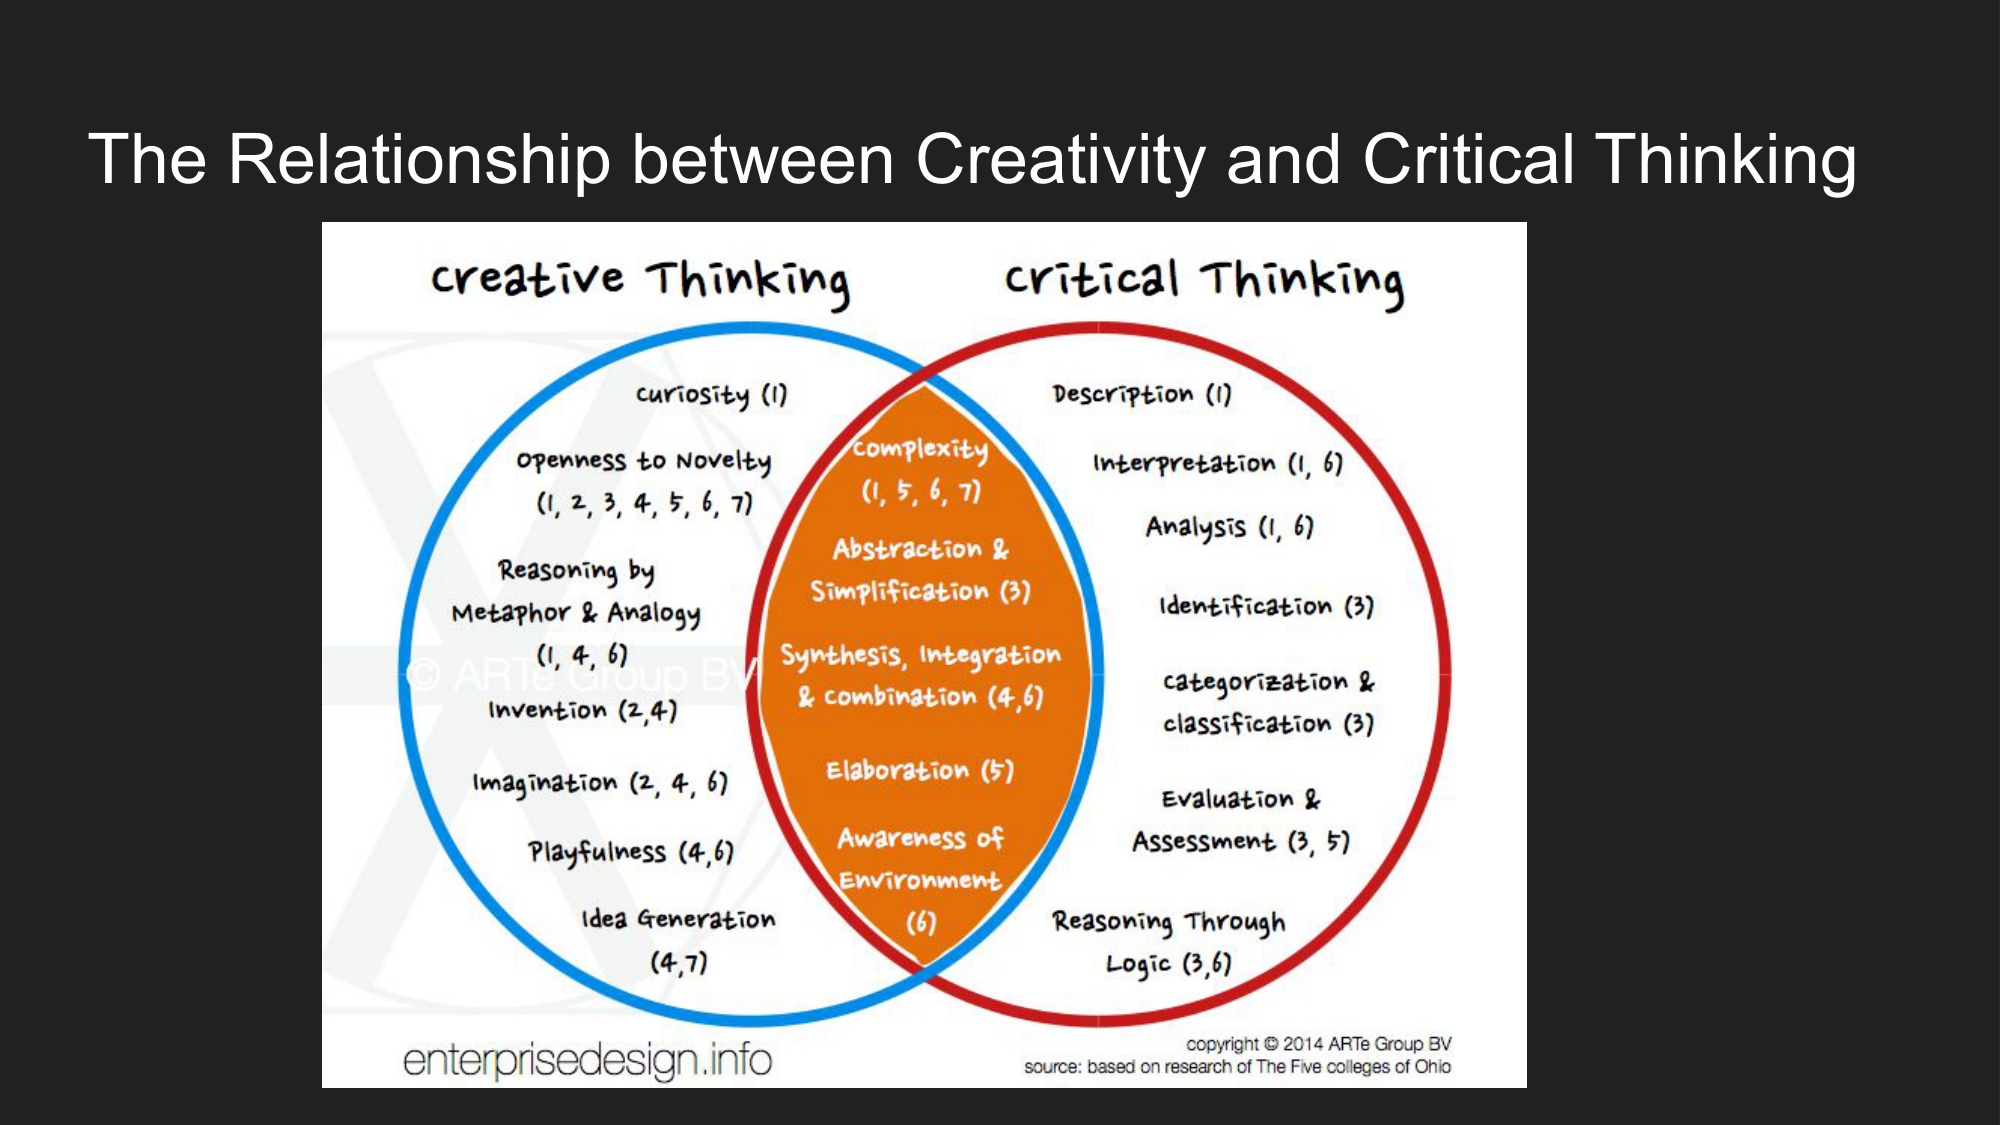 The Relationship between Creativity and Critical Thinking
Creative Thinking
Critical Thinking
Curiosity (1)
Openness to Novelty
(1, 2, 3, 4, 5, 6, 7)
Reasoning by
Metaphor & Analogy
(1, 4, 6)
Invention (2,4)
Imagination (2, 4, 6)
Playfulness (4,6)
Idea Generation
(4,7)
Complexity
(1, 5, 6, 7)
Abstraction &
Simplification (3)
Synthesis, Integration
& Combination (4,6)
Elaboration (5)
Awareness of
Environment
(6)
Description (1)
Interpretation (1, 6)
Analysis (1, 6)
Identification (3)
Categorization &
Classification (3)
Evaluation &
Assessment (3, 5)
Reasoning Through
Logic (3,6)
© ARTe Group BV
enterprisedesign.info
copyright © 2014 ARTe Group BV
source: based on research of The Five colleges of Ohio